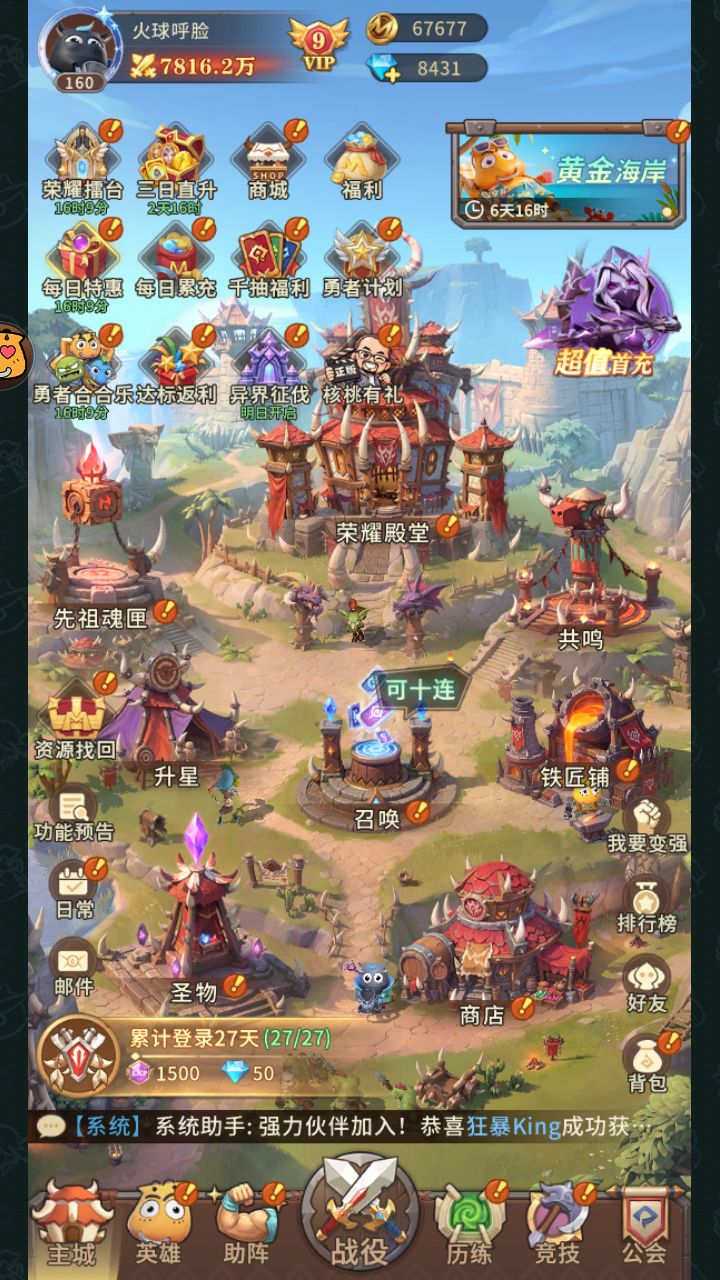 火球呼脸
160
7816.2万
9
VIP
67677
8431
荣耀擂台
16时9分
三日直升
2天16时
SHOP
商城
福利
黄金海岸
6天16时
每日特惠
16时9分
每日累充
千抽福利
勇者计划
超值首充
勇者合合乐
16时9分
达标返利
异界征伐
明日开启
正版
核桃有礼
荣耀殿堂
先祖魂匣
共鸣
可十连
资源找回
升星
召唤
铁匠铺
功能预告
我要变强
日常
排行榜
邮件
圣物
商店
好友
累计登录27天(27/27)
EXP
1500
50
背包
【系统】 系统助手: 强力伙伴加入！恭喜狂暴King成功获…
主城
英雄
助阵
战役
历练
竞技
公会